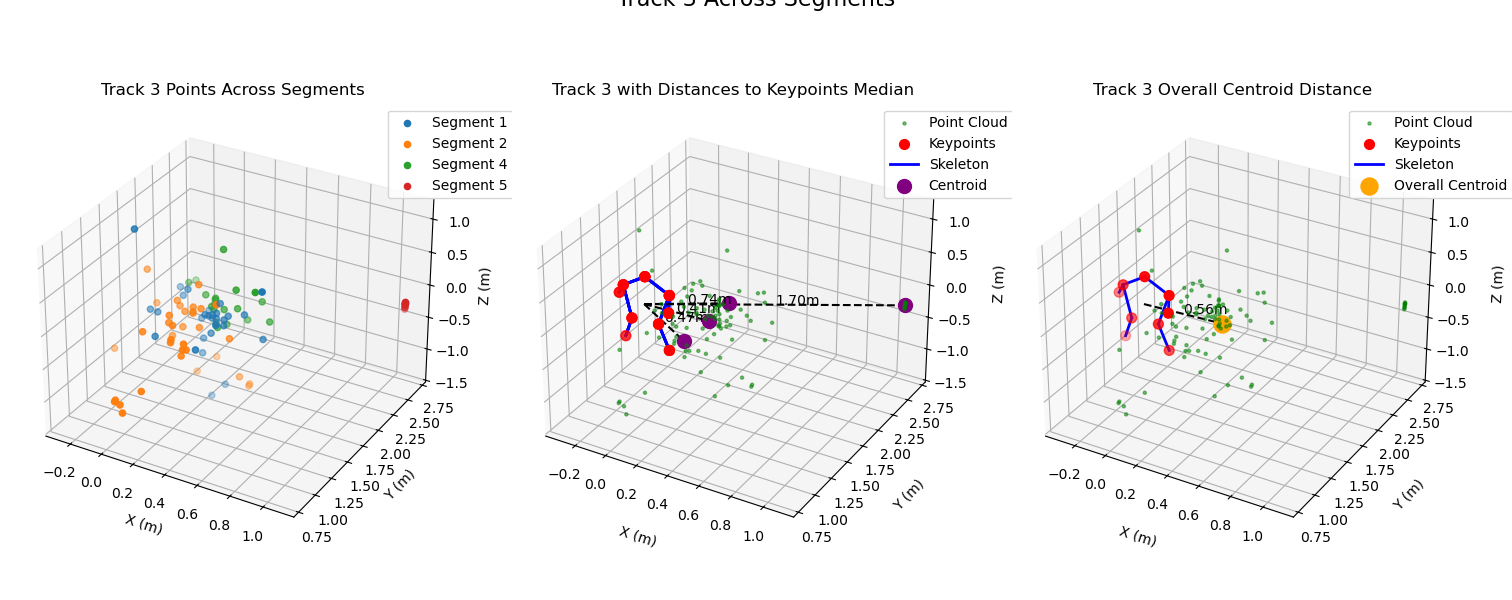 Track 3 Across Segments
Track 3 Points Across Segments
Segment 1
Segment 2
Segment 4
Segment 5
1.0
0.5
0.0
−0.5
−1.0
−1.5
Z (m)
2.75
2.50
2.25
2.00
1.75
1.50
1.25
1.00
0.75
Y (m)
−0.2
0.0
0.2
0.4
0.6
0.8
1.0
X (m)
Track 3 with Distances to Keypoints Median
Point Cloud
Keypoints
Skeleton
Centroid
0.74m
1.70m
0.41m
0.47m
1.0
0.5
0.0
−0.5
−1.0
−1.5
Z (m)
2.75
2.50
2.25
2.00
1.75
1.50
1.25
1.00
0.75
Y (m)
−0.2
0.0
0.2
0.4
0.6
0.8
1.0
X (m)
Track 3 Overall Centroid Distance
Point Cloud
Keypoints
Skeleton
Overall Centroid
0.56m
1.0
0.5
0.0
−0.5
−1.0
−1.5
Z (m)
2.75
2.50
2.25
2.00
1.75
1.50
1.25
1.00
0.75
Y (m)
−0.2
0.0
0.2
0.4
0.6
0.8
1.0
X (m)